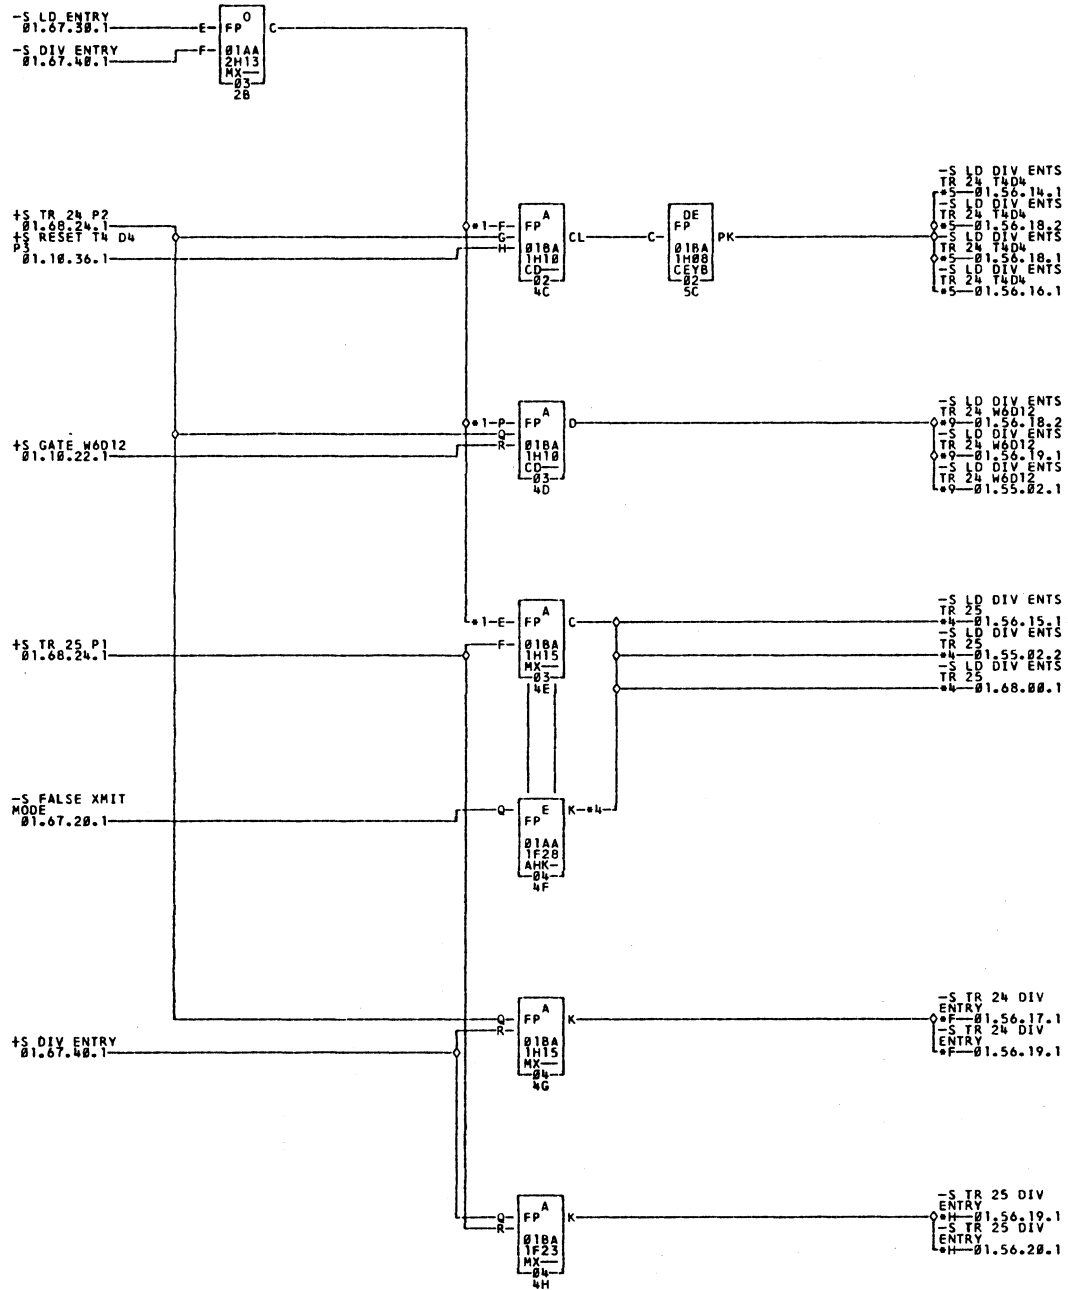 -S LD ENTRY
01.67.30.1
E
O
FP
C
-S DIV ENTRY
01.67.40.1
F
01AA
2H13
MX—
03
2B
+S TR 24 P2
01.68.24.1
+S RESET T4 D4
P3
01.10.36.1
*1-F
G
H
A
FP
01BA
1H10
CD—
02
4C
CL
C
DE
FP
01BA
1H08
CEYB
02
5C
PK
-S LD DIV ENTS
TR 24 T4D4
*5—01.56.14.1
-S LD DIV ENTS
TR 24 T4D4
*5—01.56.18.2
-S LD DIV ENTS
TR 24 T4D4
*5—01.56.18.1
-S LD DIV ENTS
TR 24 T4D4
*5—01.56.16.1
+S GATE W6D12
01.10.22.1
*1-P
Q
R
A
FP
01BA
1H10
CD—
03
4D
D
-S LD DIV ENTS
TR 24 W6D12
*9—01.56.18.2
-S LD DIV ENTS
TR 24 W6D12
*9—01.56.19.1
-S LD DIV ENTS
TR 24 W6D12
*9—01.55.02.1
+S TR 25 P1
01.68.24.1
*1-E
F
A
FP
01BA
1H15
MX—
03
4E
C
-S LD DIV ENTS
TR 25
*4—01.56.15.1
-S LD DIV ENTS
TR 25
*4—01.55.02.2
-S LD DIV ENTS
TR 25
*4—01.68.00.1
-S FALSE XMIT
MODE
01.67.20.1
Q
E
FP
01AA
1F28
AHK-
04
4F
K-*4
+S DIV ENTRY
01.67.40.1
Q
R
A
FP
01BA
1H15
MX—
04
4G
K
-S TR 24 DIV
ENTRY
*F—01.56.17.1
-S TR 24 DIV
ENTRY
*F—01.56.19.1
Q
R
A
FP
01BA
1F23
MX—
04
4H
K
-S TR 25 DIV
ENTRY
*H—01.56.19.1
-S TR 25 DIV
ENTRY
*H—01.56.20.1